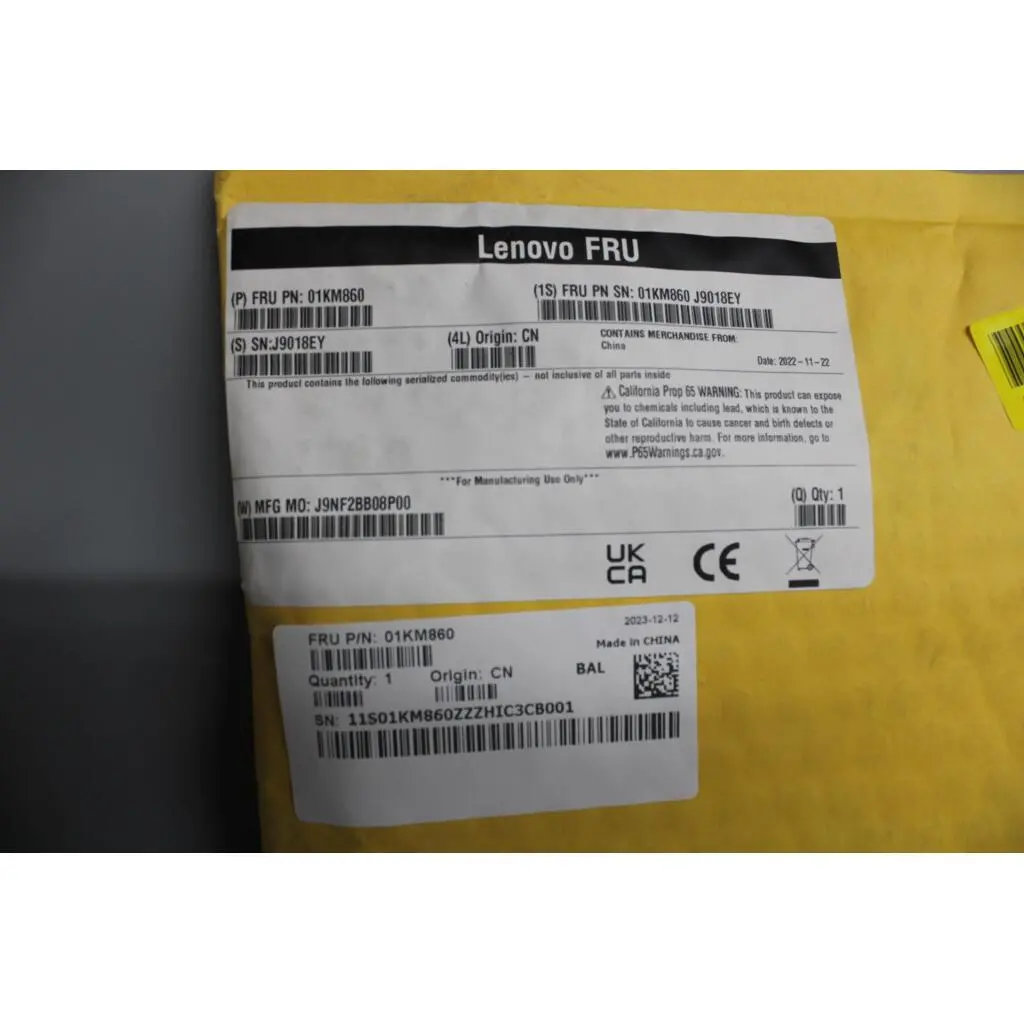 Lenovo FRU
(P) FRU PN: 01KM860
(1S) FRU PN SN: 01KM860 J9018EY
(S) SN:J9018EY
(4L) Origin: CN
CONTAINS MERCHANDISE FROM:
China
Date: 2022-11-22
This product contains the following serialized commodity(ies) — not inclusive of all parts inside
⚠ California Prop 65 WARNING: This product can expose
you to chemicals including lead, which is known to the
State of California to cause cancer and birth defects or
other reproductive harm. For more information, go to
www.P65Warnings.ca.gov.
***For Manufacturing Use Only***
(W) MFG MO: J9NF2BB08P00
(Q) Qty: 1
UK
CA
CE
FRU P/N: 01KM860
2023-12-12
Made in CHINA
Quantity: 1
Origin: CN
BAL
SN: 11S01KM860ZZZHIC3CB001